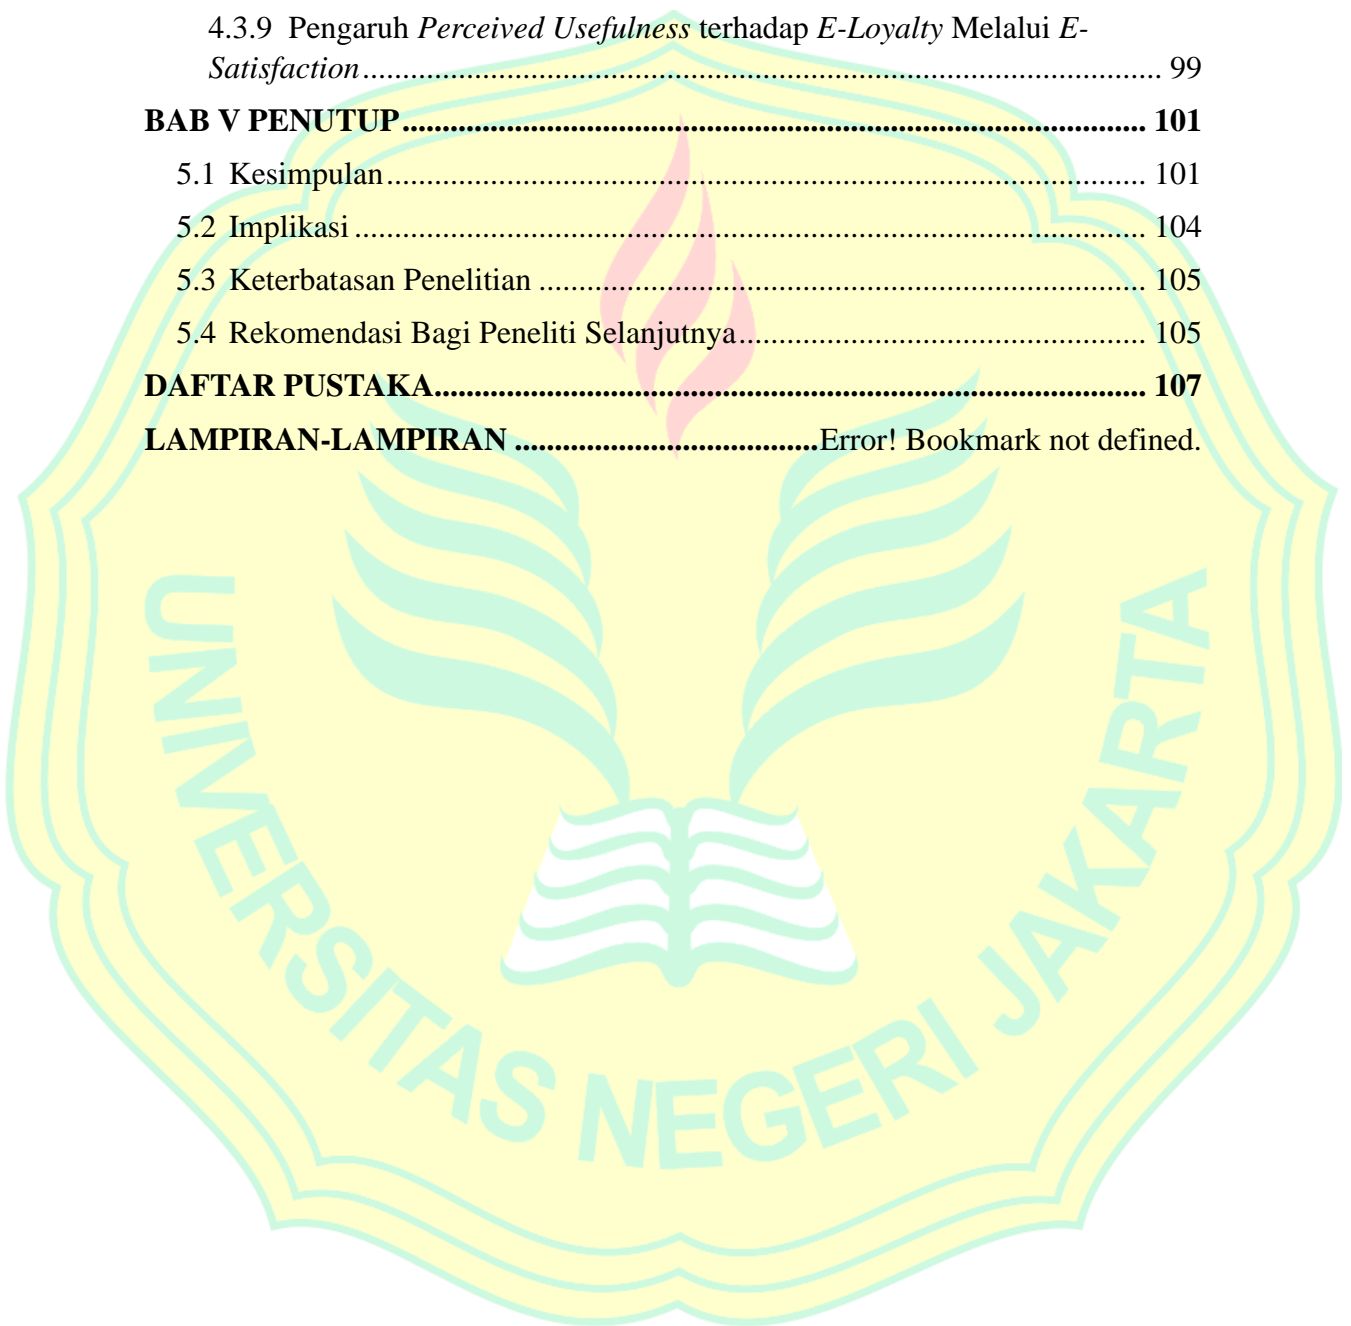 4.3.9 Pengaruh Perceived Usefulness terhadap E-Loyalty Melalui E-
Satisfaction.................................................................................................... 99
BAB V PENUTUP............................................................................................. 101
5.1 Kesimpulan............................................................................................... 101
5.2 Implikasi................................................................................................... 104
5.3 Keterbatasan Penelitian............................................................................ 105
5.4 Rekomendasi Bagi Peneliti Selanjutnya................................................... 105
DAFTAR PUSTAKA......................................................................................... 107
LAMPIRAN-LAMPIRAN......................................Error! Bookmark not defined.
UNIVERSITAS NEGERI JAKARTA